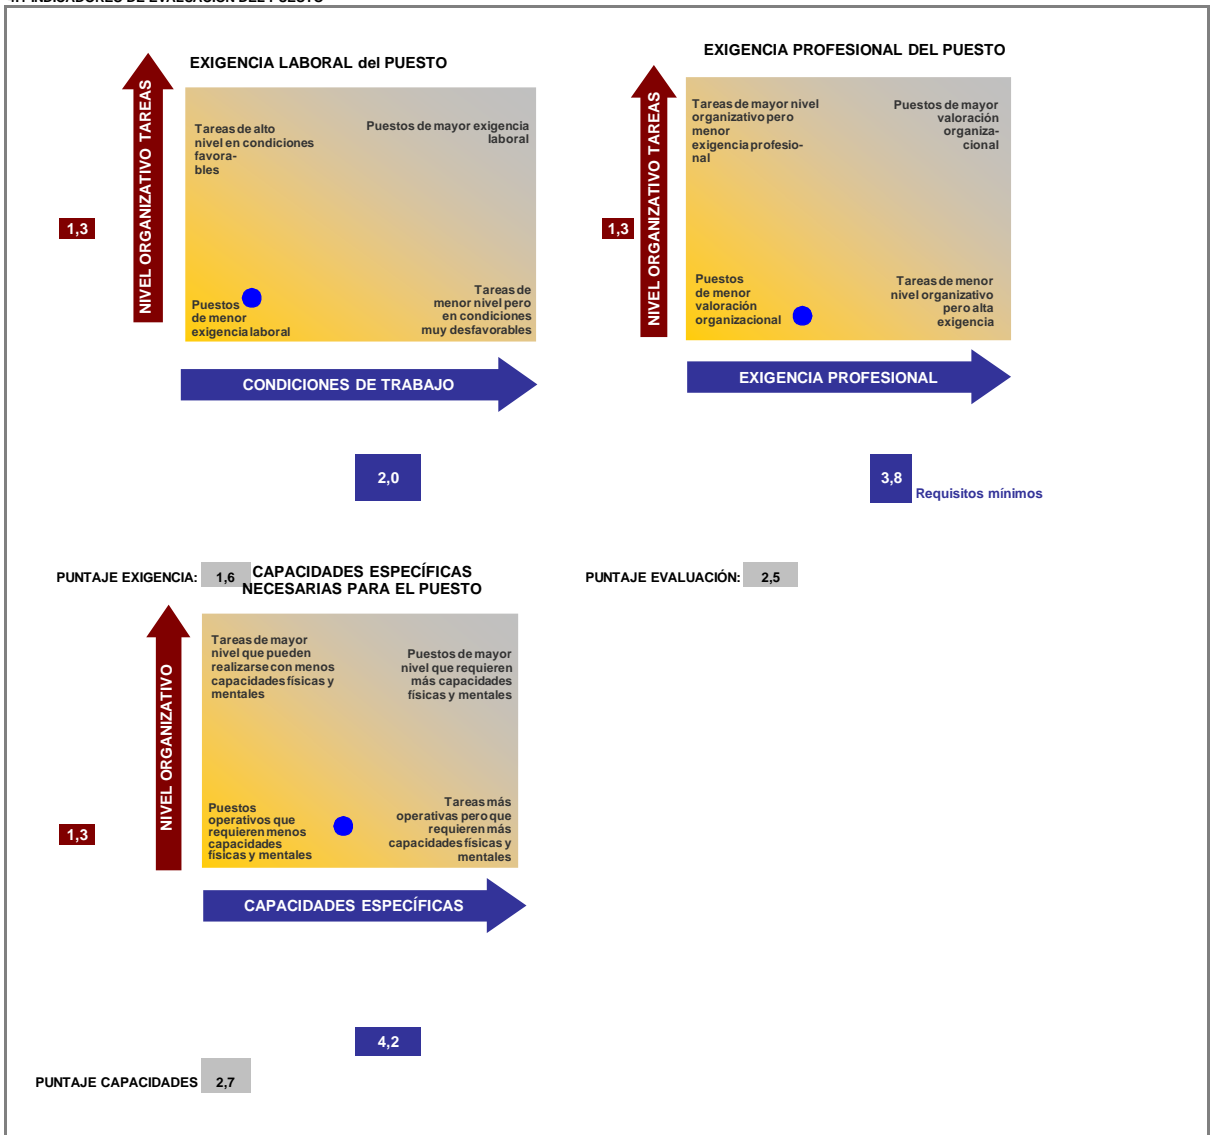 4.7 INDICADORES DE EVALUACIÓN DEL PUESTO
EXIGENCIA LABORAL del PUESTO
NIVEL ORGANIZATIVO TAREAS
Tareas de alto
nivel en condiciones
favora-
bles
Puestos de mayor exigencia
laboral
1,3
Puestos
de menor
exigencia laboral
Tareas de
menor nivel pero
en condiciones
muy desfavorables
CONDICIONES DE TRABAJO
2,0
EXIGENCIA PROFESIONAL DEL PUESTO
NIVEL ORGANIZATIVO TAREAS
Tareas de mayor nivel
organizativo pero
menor
exigencia profesio-
nal
Puestos de mayor
valoración
organiza-
cional
1,3
Puestos
de menor
valoración
organizacional
Tareas de menor
nivel organizativo
pero alta
exigencia
EXIGENCIA PROFESIONAL
3,8
Requisitos mínimos
PUNTAJE EXIGENCIA: 1,6
PUNTAJE EVALUACIÓN: 2,5
CAPACIDADES ESPECÍFICAS
NECESARIAS PARA EL PUESTO
NIVEL ORGANIZATIVO
Tareas de mayor
nivel que pueden
realizarse con menos
capacidades físicas y
mentales
Puestos de mayor
nivel que requieren
más capacidades
físicas y mentales
1,3
Puestos
operativos que
requieren menos
capacidades
físicas y mentales
Tareas más
operativas pero que
requieren más
capacidades físicas y
mentales
CAPACIDADES ESPECÍFICAS
4,2
PUNTAJE CAPACIDADES 2,7